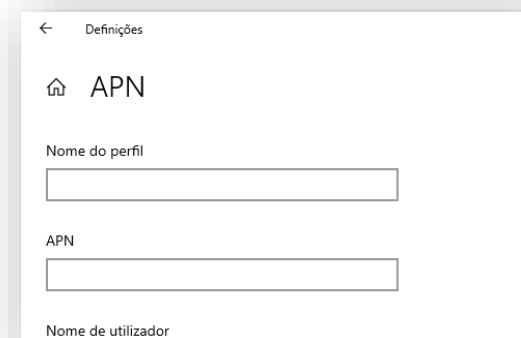 Definições
APN
Nome do perfil
APN
Nome de utilizador